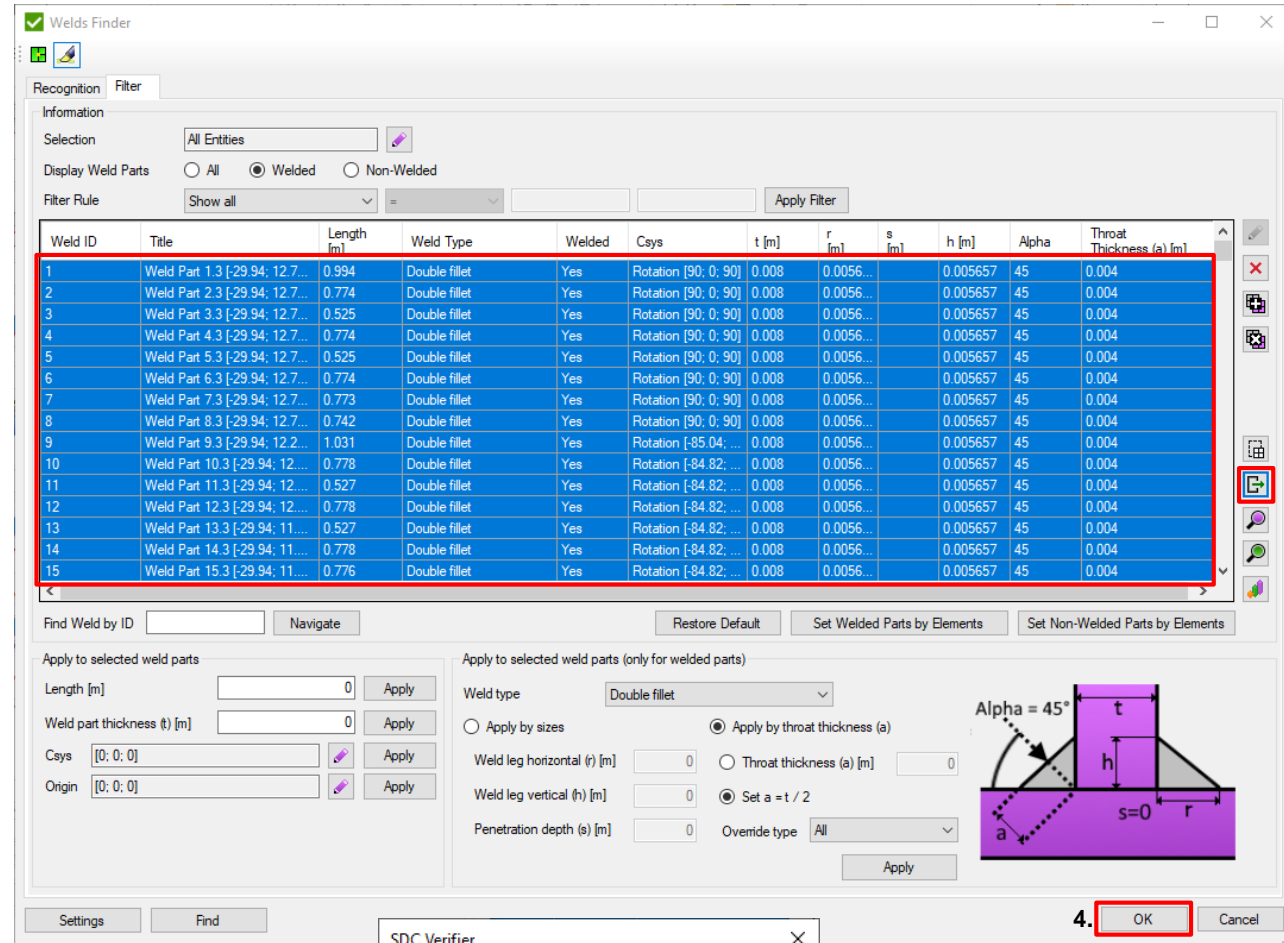 Welds Finder
Recognition Filter
Information
Selection All Entities
Display Weld Parts All Welded Non-Welded
Filter Rule Show all = Apply Filter
Weld ID Title Length [m] Weld Type Welded Csys t [m] r [m] s [m] h [m] Alpha Throat Thickness (a) [m]
1 Weld Part 1.3 [-29.94; 12.7... 0.994 Double fillet Yes Rotation [90; 0; 90] 0.008 0.0056... 0.005657 45 0.004
2 Weld Part 2.3 [-29.94; 12.7... 0.774 Double fillet Yes Rotation [90; 0; 90] 0.008 0.0056... 0.005657 45 0.004
3 Weld Part 3.3 [-29.94; 12.7... 0.525 Double fillet Yes Rotation [90; 0; 90] 0.008 0.0056... 0.005657 45 0.004
4 Weld Part 4.3 [-29.94; 12.7... 0.774 Double fillet Yes Rotation [90; 0; 90] 0.008 0.0056... 0.005657 45 0.004
5 Weld Part 5.3 [-29.94; 12.7... 0.525 Double fillet Yes Rotation [90; 0; 90] 0.008 0.0056... 0.005657 45 0.004
6 Weld Part 6.3 [-29.94; 12.7... 0.774 Double fillet Yes Rotation [90; 0; 90] 0.008 0.0056... 0.005657 45 0.004
7 Weld Part 7.3 [-29.94; 12.7... 0.773 Double fillet Yes Rotation [90; 0; 90] 0.008 0.0056... 0.005657 45 0.004
8 Weld Part 8.3 [-29.94; 12.7... 0.742 Double fillet Yes Rotation [90; 0; 90] 0.008 0.0056... 0.005657 45 0.004
9 Weld Part 9.3 [-29.94; 12.2... 1.031 Double fillet Yes Rotation [-85.04; ... 0.008 0.0056... 0.005657 45 0.004
10 Weld Part 10.3 [-29.94; 12.... 0.778 Double fillet Yes Rotation [-84.82; ... 0.008 0.0056... 0.005657 45 0.004
11 Weld Part 11.3 [-29.94; 12.... 0.527 Double fillet Yes Rotation [-84.82; ... 0.008 0.0056... 0.005657 45 0.004
12 Weld Part 12.3 [-29.94; 12.... 0.778 Double fillet Yes Rotation [-84.82; ... 0.008 0.0056... 0.005657 45 0.004
13 Weld Part 13.3 [-29.94; 11.... 0.527 Double fillet Yes Rotation [-84.82; ... 0.008 0.0056... 0.005657 45 0.004
14 Weld Part 14.3 [-29.94; 11.... 0.778 Double fillet Yes Rotation [-84.82; ... 0.008 0.0056... 0.005657 45 0.004
15 Weld Part 15.3 [-29.94; 11.... 0.776 Double fillet Yes Rotation [-84.82; ... 0.008 0.0056... 0.005657 45 0.004
Find Weld by ID Navigate Restore Default Set Welded Parts by Elements Set Non-Welded Parts by Elements
Apply to selected weld parts
Length [m] 0 Apply
Weld part thickness (t) [m] 0 Apply
Csys [0; 0; 0] Apply
Origin [0; 0; 0] Apply
Apply to selected weld parts (only for welded parts)
Weld type Double fillet
Apply by sizes Apply by throat thickness (a)
Weld leg horizontal (r) [m] 0 Throat thickness (a) [m] 0
Weld leg vertical (h) [m] 0 Set a = t / 2
Penetration depth (s) [m] 0 Override type All
Apply
Alpha = 45° t
h
s=0 r
a
Settings Find 4. OK Cancel
SDC Verifier